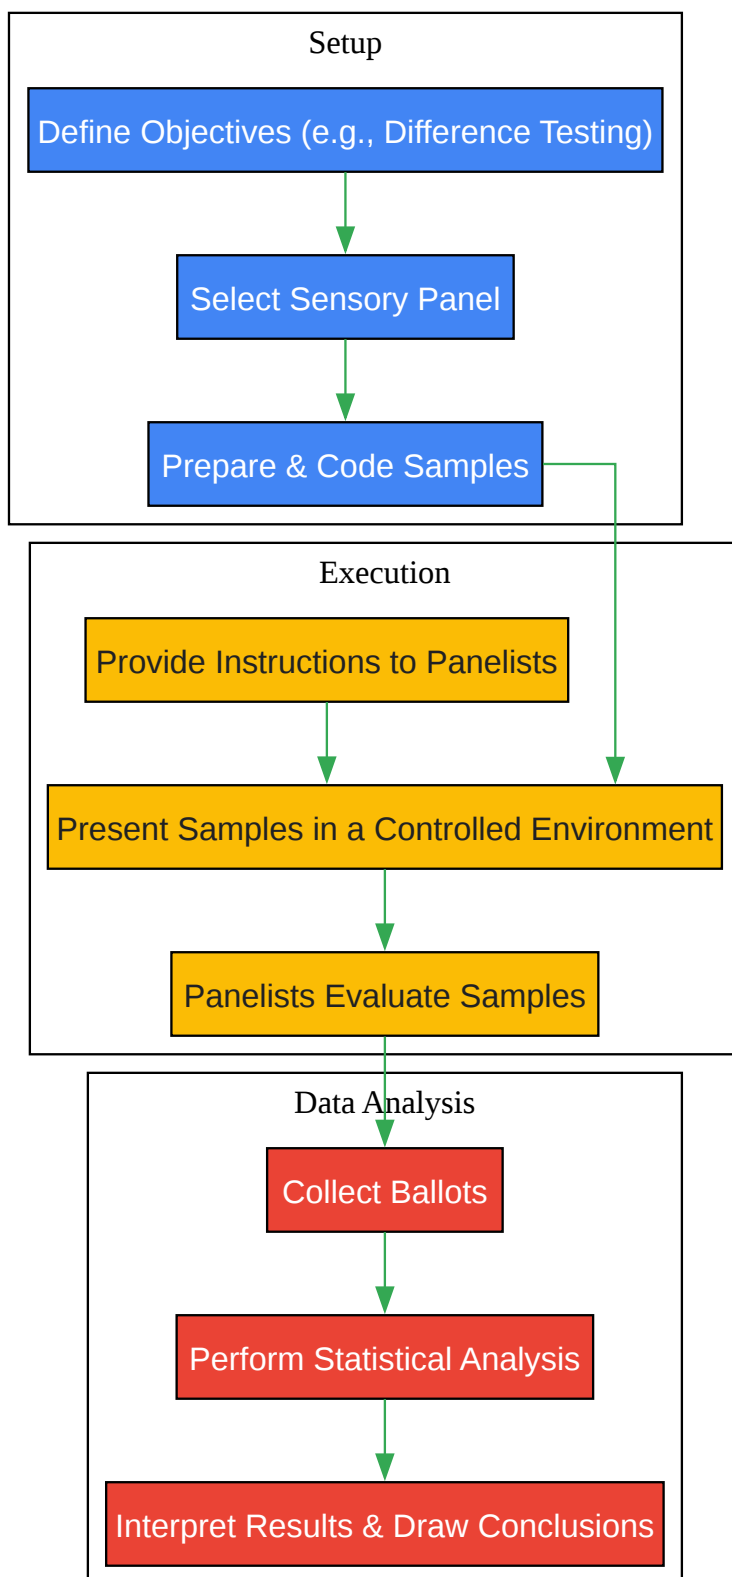 Setup
Define Objectives (e.g., Difference Testing)
Select Sensory Panel
Prepare & Code Samples
Execution
Provide Instructions to Panelists
Present Samples in a Controlled Environment
Panelists Evaluate Samples
Data Analysis
Collect Ballots
Perform Statistical Analysis
Interpret Results & Draw Conclusions